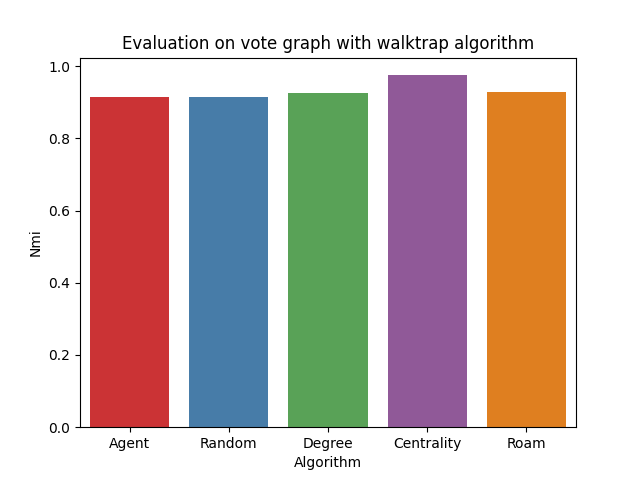 Evaluation on vote graph with walktrap algorithm
1.0
0.8
0.6
0.4
0.2
0.0
Nmi
Agent Random Degree Centrality Roam
Algorithm